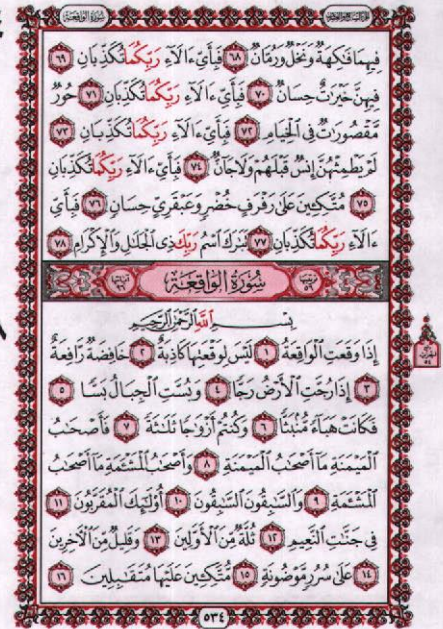 سُورَةُ الوَاقِعَةِ
فِيهِمَا فَـٰكِهَةٌ وَنَخْلٌ وَرُمَّانٌ ٦٨ فَبِأَيِّ ءَالَآءِ رَبِّكُمَا تُكَذِّبَانِ ٦٩
فِيهِنَّ خَيْرَٰتٌ حِسَانٌ ٧٠ فَبِأَيِّ ءَالَآءِ رَبِّكُمَا تُكَذِّبَانِ ٧١ حُورٌ
مَّقْصُورَٰتٌ فِي ٱلْخِيَامِ ٧٢ فَبِأَيِّ ءَالَآءِ رَبِّكُمَا تُكَذِّبَانِ ٧٣
لَمْ يَطْمِثْهُنَّ إِنسٌ قَبْلَهُمْ وَلَا جَآنٌّ ٧٤ فَبِأَيِّ ءَالَآءِ رَبِّكُمَا تُكَذِّبَانِ
٧٥ مُتَّكِـِٔينَ عَلَىٰ رَفْرَفٍ خُضْرٍ وَعَبْقَرِيٍّ حِسَانٍ ٧٦ فَبِأَيِّ
ءَالَآءِ رَبِّكُمَا تُكَذِّبَانِ ٧٧ تَبَـٰرَكَ ٱسْمُ رَبِّكَ ذِي ٱلْجَلَـٰلِ وَٱلْإِكْرَامِ ٧٨
سُورَةُ الوَاقِعَةِ
بِسْمِ ٱللَّهِ ٱلرَّحْمَـٰنِ ٱلرَّحِيمِ
إِذَا وَقَعَتِ ٱلْوَاقِعَةُ ١ لَيْسَ لِوَقْعَتِهَا كَاذِبَةٌ ٢ خَافِضَةٌ رَّافِعَةٌ
٣ إِذَا رُجَّتِ ٱلْأَرْضُ رَجًّا ٤ وَبُسَّتِ ٱلْجِبَالُ بَسًّا ٥
فَكَانَتْ هَبَآءً مُّنۢبَثًّا ٦ وَكُنتُمْ أَزْوَٰجًا ثَلَـٰثَةً ٧ فَأَصْحَـٰبُ
ٱلْمَيْمَنَةِ مَآ أَصْحَـٰبُ ٱلْمَيْمَنَةِ ٨ وَأَصْحَـٰبُ ٱلْمَشْـَٔمَةِ مَآ أَصْحَـٰبُ
ٱلْمَشْـَٔمَةِ ٩ وَٱلسَّـٰبِقُونَ ٱلسَّـٰبِقُونَ ١٠ أُو۟لَـٰٓئِكَ ٱلْمُقَرَّبُونَ ١١
فِي جَنَّـٰتِ ٱلنَّعِيمِ ١٢ ثُلَّةٌ مِّنَ ٱلْأَوَّلِينَ ١٣ وَقَلِيلٌ مِّنَ ٱلْـَٔاخِرِينَ
١٤ عَلَىٰ سُرُرٍ مَّوْضُونَةٍ ١٥ مُّتَّكِـِٔينَ عَلَيْهَا مُتَقَـٰبِلِينَ ١٦
٥٣٤